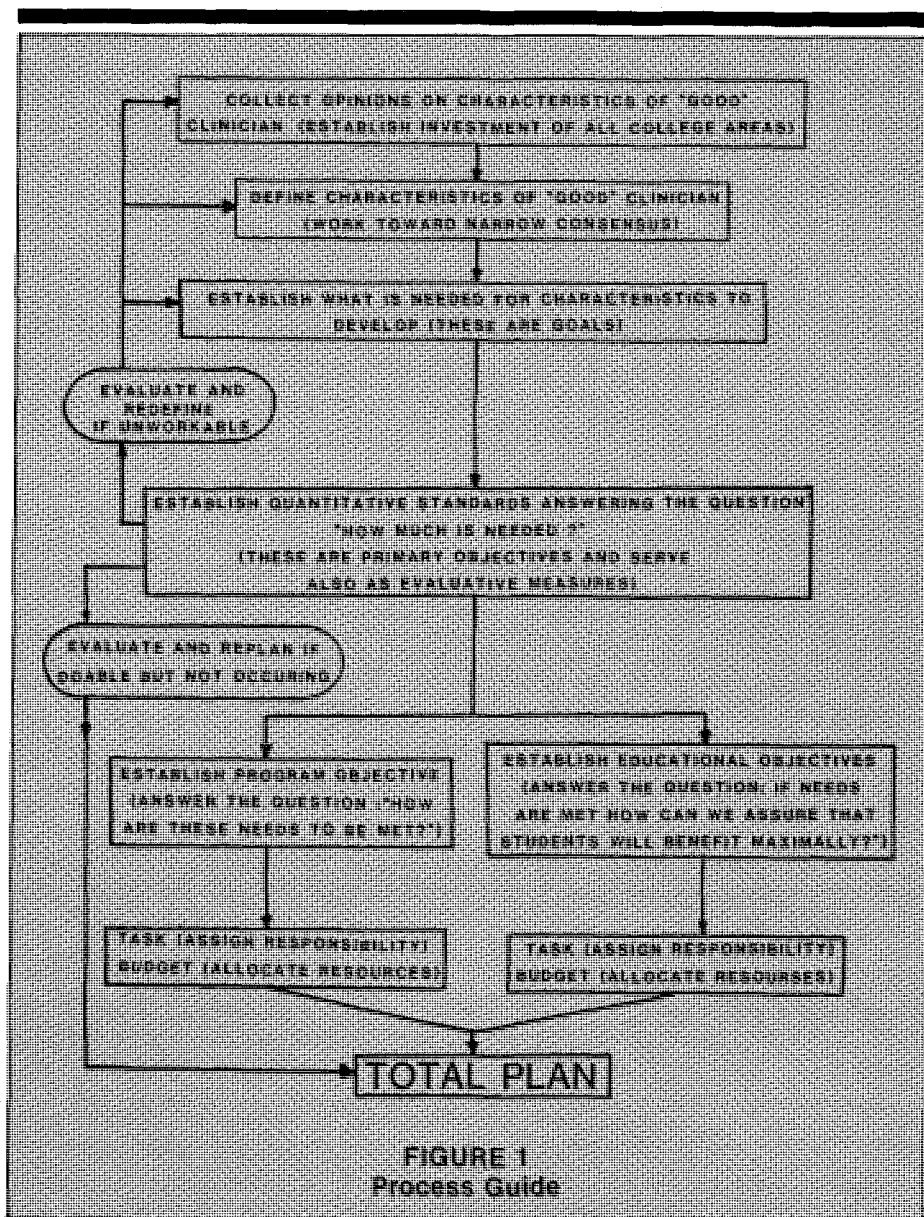 COLLECT OPINIONS ON CHARACTERISTICS OF "GOOD"
CLINICIAN (ESTABLISH INVESTMENT OF ALL COLLEGE AREAS)
DEFINE CHARACTERISTICS OF "GOOD" CLINICIAN
(WORK TOWARD NARROW CONSENSUS)
ESTABLISH WHAT IS NEEDED FOR CHARACTERISTICS TO
DEVELOP (THESE ARE GOALS)
EVALUATE AND
REDEFINE
IF UNWORKABLE
ESTABLISH QUANTITATIVE STANDARDS ANSWERING THE QUESTION
"HOW MUCH IS NEEDED ?"
(THESE ARE PRIMARY OBJECTIVES AND SERVE
ALSO AS EVALUATIVE MEASURES)
EVALUATE AND REPLAN IF
DOABLE BUT NOT OCCURING
ESTABLISH PROGRAM OBJECTIVE
(ANSWER THE QUESTION :"HOW
ARE THESE NEEDS TO BE MET?")
ESTABLISH EDUCATIONAL OBJECTIVES
(ANSWER THE QUESTION: IF NEEDS
ARE MET HOW CAN WE ASSURE THAT
STUDENTS WILL BENEFIT MAXIMALLY?")
TASK (ASSIGN RESPONSIBILITY)
BUDGET (ALLOCATE RESOURCES)
TASK (ASSIGN RESPONSIBILITY)
BUDGET (ALLOCATE RESOURSES)
TOTAL PLAN
FIGURE 1
Process Guide